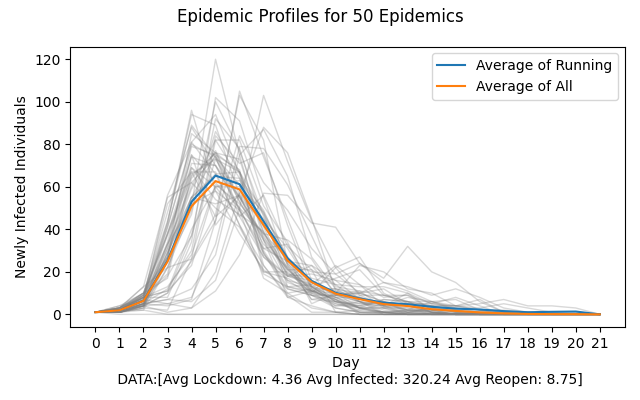 Epidemic Profiles for 50 Epidemics
Newly Infected Individuals
120
100
80
60
40
20
0
Average of Running
Average of All
0 1 2 3 4 5 6 7 8 9 10 11 12 13 14 15 16 17 18 19 20 21
Day
DATA:[Avg Lockdown: 4.36 Avg Infected: 320.24 Avg Reopen: 8.75]